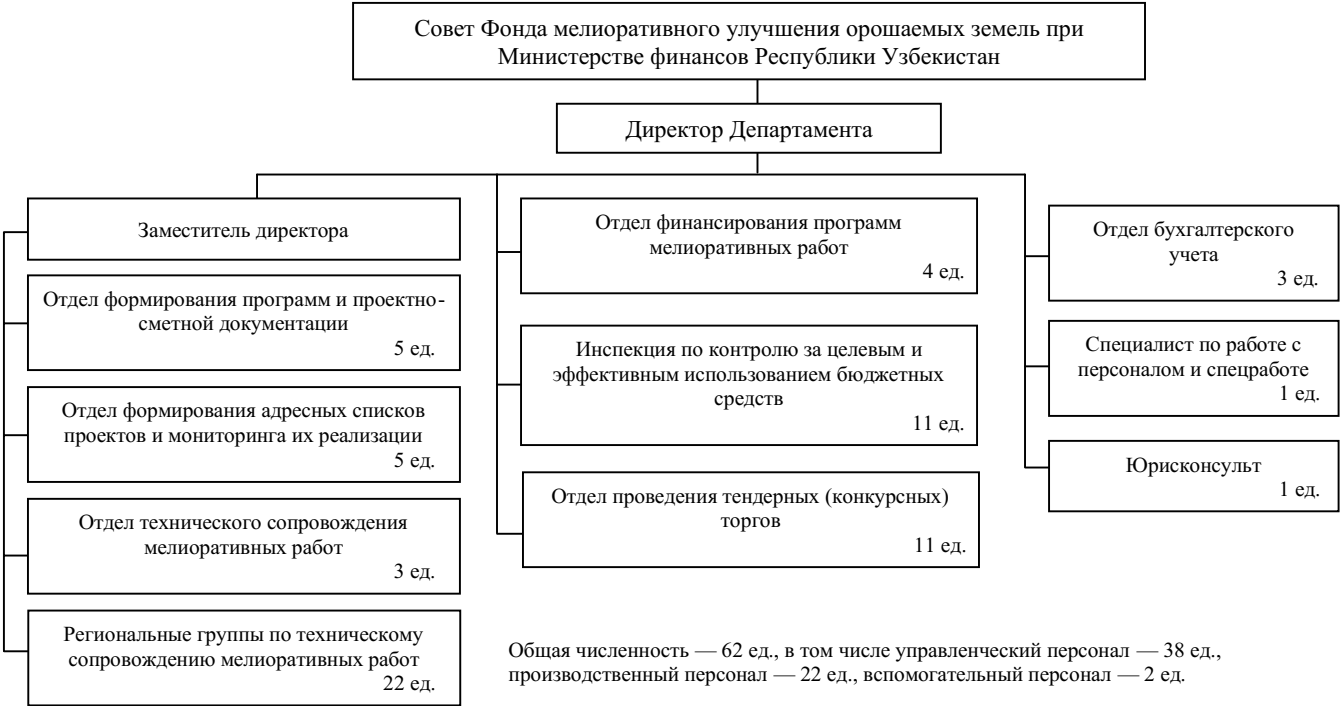 Совет Фонда мелиоративного улучшения орошаемых земель при
Министерстве финансов Республики Узбекистан
Директор Департамента
Заместитель директора
Отдел формирования программ и проектно-
сметной документации
5 ед.
Отдел формирования адресных списков
проектов и мониторинга их реализации
5 ед.
Отдел технического сопровождения
мелиоративных работ
3 ед.
Региональные группы по техническому
сопровождению мелиоративных работ
22 ед.
Отдел финансирования программ
мелиоративных работ
4 ед.
Инспекция по контролю за целевым и
эффективным использованием бюджетных
средств
11 ед.
Отдел проведения тендерных (конкурсных)
торгов
11 ед.
Отдел бухгалтерского
учета
3 ед.
Специалист по работе с
персоналом и спецработе
1 ед.
Юрисконсульт
1 ед.
Общая численность — 62 ед., в том числе управленческий персонал — 38 ед.,
производственный персонал — 22 ед., вспомогательный персонал — 2 ед.